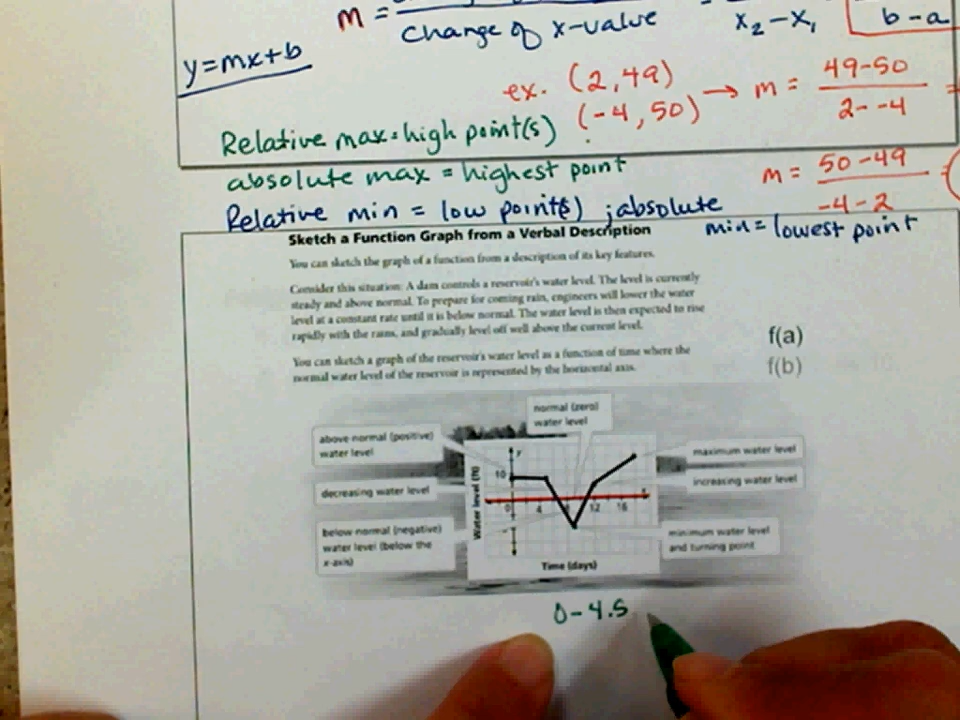 m =
Change of x-value
x₂ - x₁
b - a
y=mx+b
ex. (2,49)
(-4,50) → m = 49-50
2--4
=
Relative max = high point(s)
absolute max = highest point
m = 50-49
-4-2
=
Relative min = low point(s) ; absolute
min = lowest point
Sketch a Function Graph from a Verbal Description
You can sketch the graph of a function from a description of its key features.
Consider this situation: A dam controls a reservoir's water level. The level is currently
steady and above normal. To prepare for coming rain, engineers will lower the water
level at a constant rate until it is below normal. The water level is then expected to rise
rapidly with the rains, and gradually level off well above the current level.
f(a)
f(b)
You can sketch a graph of the reservoir's water level as a function of time where the
normal water level of the reservoir is represented by the horizontal axis.
normal (zero)
water level
above normal (positive)
water level
maximum water level
increasing water level
decreasing water level
below normal (negative)
water level (below the
x-axis)
minimum water level
and turning point
Water level (ft)
y
10
0 4 12 16
Time (days)
0-4.5